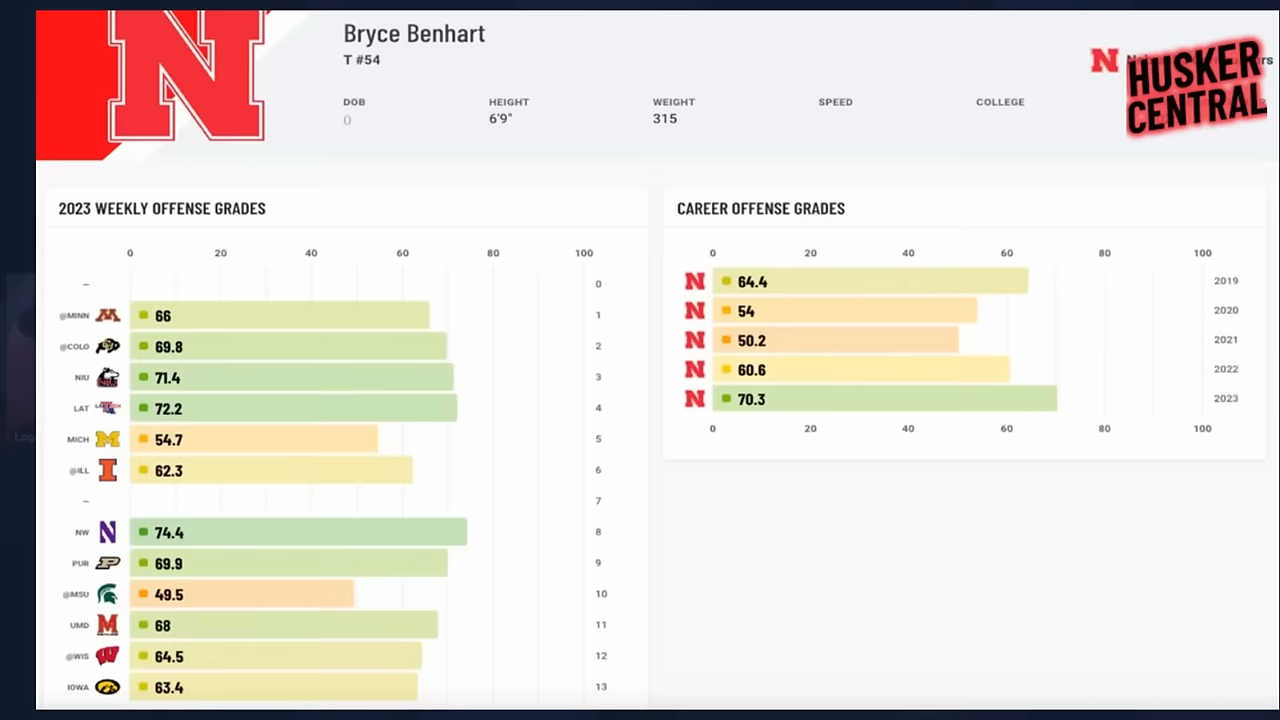 Bryce Benhart
T #54
DOB
HEIGHT
WEIGHT
SPEED
COLLEGE
()
6'9"
315
N
N
HUSKER
CENTRAL
rs
2023 WEEKLY OFFENSE GRADES
0 20 40 60 80 100
– 0
@MINN M 66 1
@COLO 69.8 2
NIU NIU 71.4 3
LAT 72.2 4
MICH M 54.7 5
@ILL I 62.3 6
– 7
NW N 74.4 8
PUR P 69.9 9
@MSU 49.5 10
UMD M 68 11
@WIS W 64.5 12
IOWA 63.4 13
CAREER OFFENSE GRADES
0 20 40 60 80 100
N 64.4 2019
N 54 2020
N 50.2 2021
N 60.6 2022
N 70.3 2023
0 20 40 60 80 100